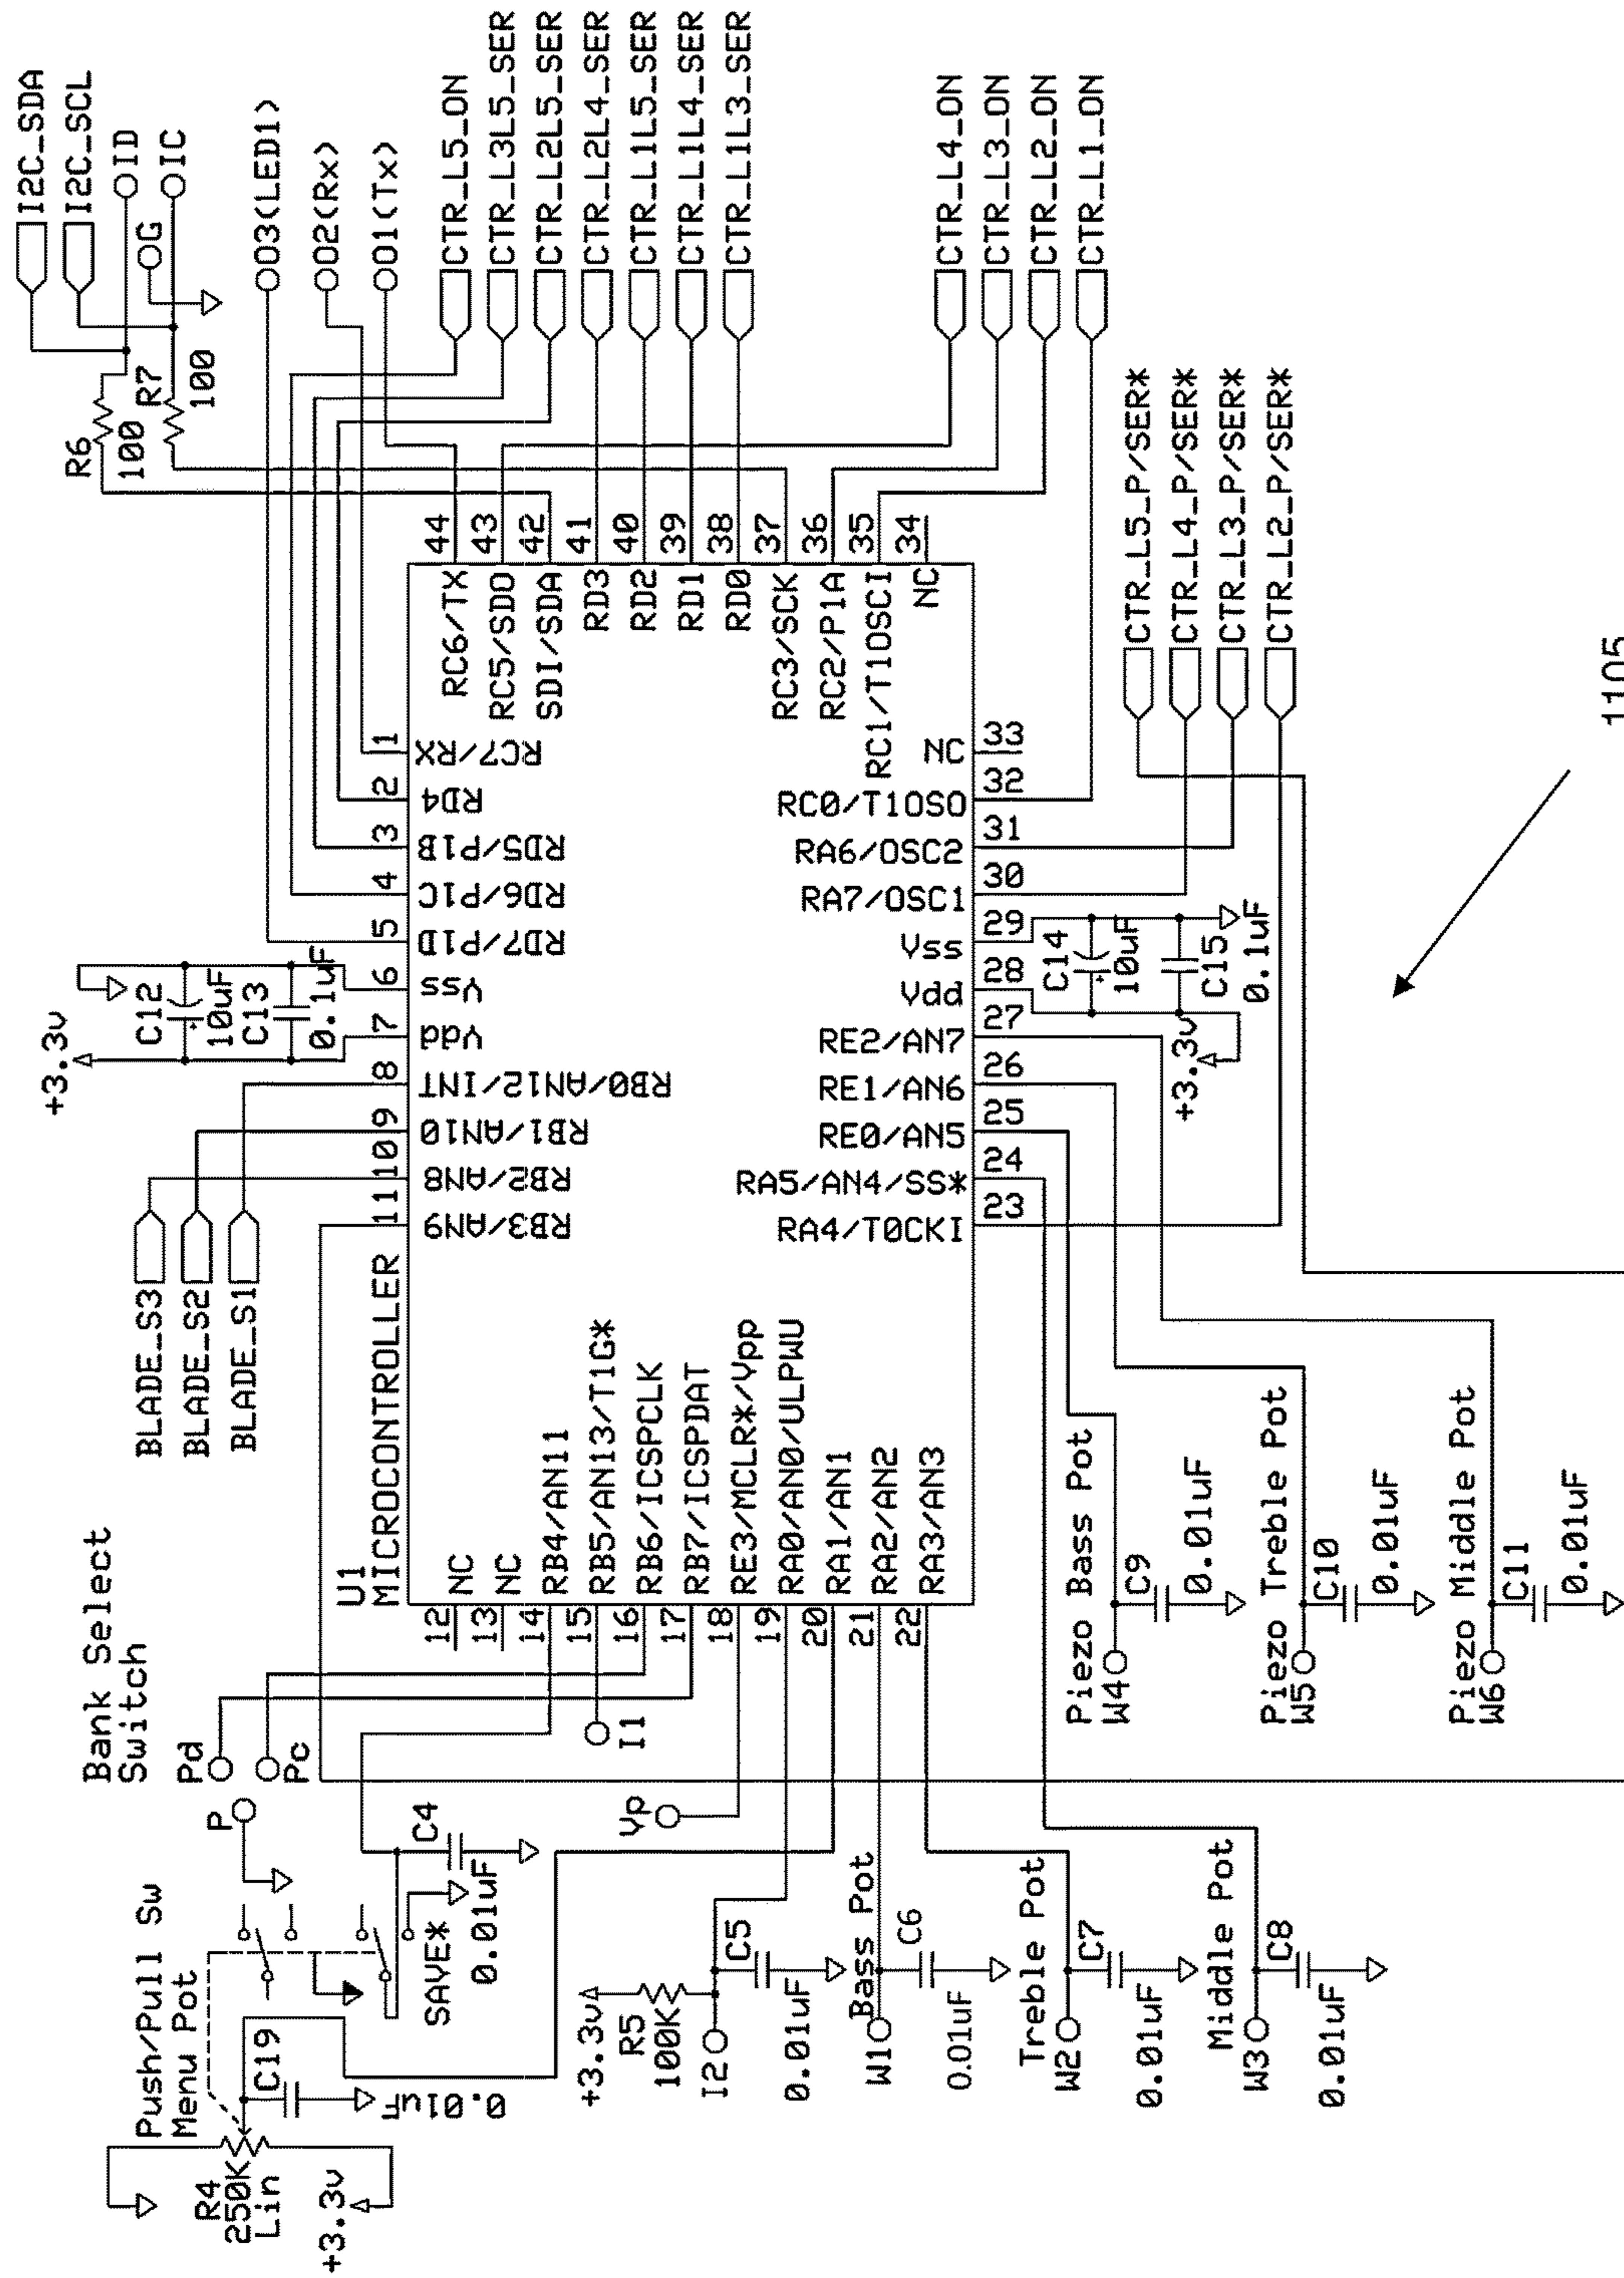 I2C_SDA
I2C_SCL
OID
OG
OIC
R6
100
R7
100
O3(LED1)
O2(Rx)
O1(Tx)
CTR_L5_ON
CTR_L3L5_SER
CTR_L2L5_SER
CTR_L2L4_SER
CTR_L1L5_SER
CTR_L1L4_SER
CTR_L1L3_SER
CTR_L4_ON
CTR_L3_ON
CTR_L2_ON
CTR_L1_ON
CTR_L5_P/SER*
CTR_L4_P/SER*
CTR_L3_P/SER*
CTR_L2_P/SER*
44
43
42
41
40
39
38
37
36
35
34
RC6/TX
RC5/SDO
SDI/SDA
RD3
RD2
RD1
RD0
RC3/SCK
RC2/P1A
RC1/T1OSCI
NC
1
2
3
4
5
6
7
8
9
10
11
RC7/RX
RD4
RD5/P1B
RD6/P1C
RD7/P1D
Vss
Vdd
RB0/AN12/INT
RB1/AN10
RB2/AN8
RB3/AN9
NC
RC0/T1OSO
RA6/OSC2
RA7/OSC1
Vss
Vdd
RE2/AN7
RE1/AN6
RE0/AN5
RA5/AN4/SS*
RA4/T0CKI
33
32
31
30
29
28
27
26
25
24
23
+3.3v
C12
10uF
C13
0.1uF
C14
10uF
C15
0.1uF
+3.3v
BLADE_S3
BLADE_S2
BLADE_S1
U1
MICROCONTROLLER
NC
NC
RB4/AN11
RB5/AN13/T1G*
RB6/ICSPCLK
RB7/ICSPDAT
RE3/MCLR*/Vpp
RA0/AN0/ULPWU
RA1/AN1
RA2/AN2
RA3/AN3
12
13
14
15
16
17
18
19
20
21
22
Bank Select
Switch
Pd
Pc
P
I1
Vp
C4
0.01uF
SAVE*
Push/Pull Sw
Menu Pot
C19
0.01uF
R4
250K
Lin
+3.3v
+3.3v
R5
100K
I2
C5
0.01uF
Bass Pot
W1
C6
0.01uF
Treble Pot
W2
C7
0.01uF
Middle Pot
W3
C8
0.01uF
Piezo Bass Pot
W4
C9
0.01uF
Piezo Treble Pot
W5
C10
0.01uF
Piezo Middle Pot
W6
C11
0.01uF
1105